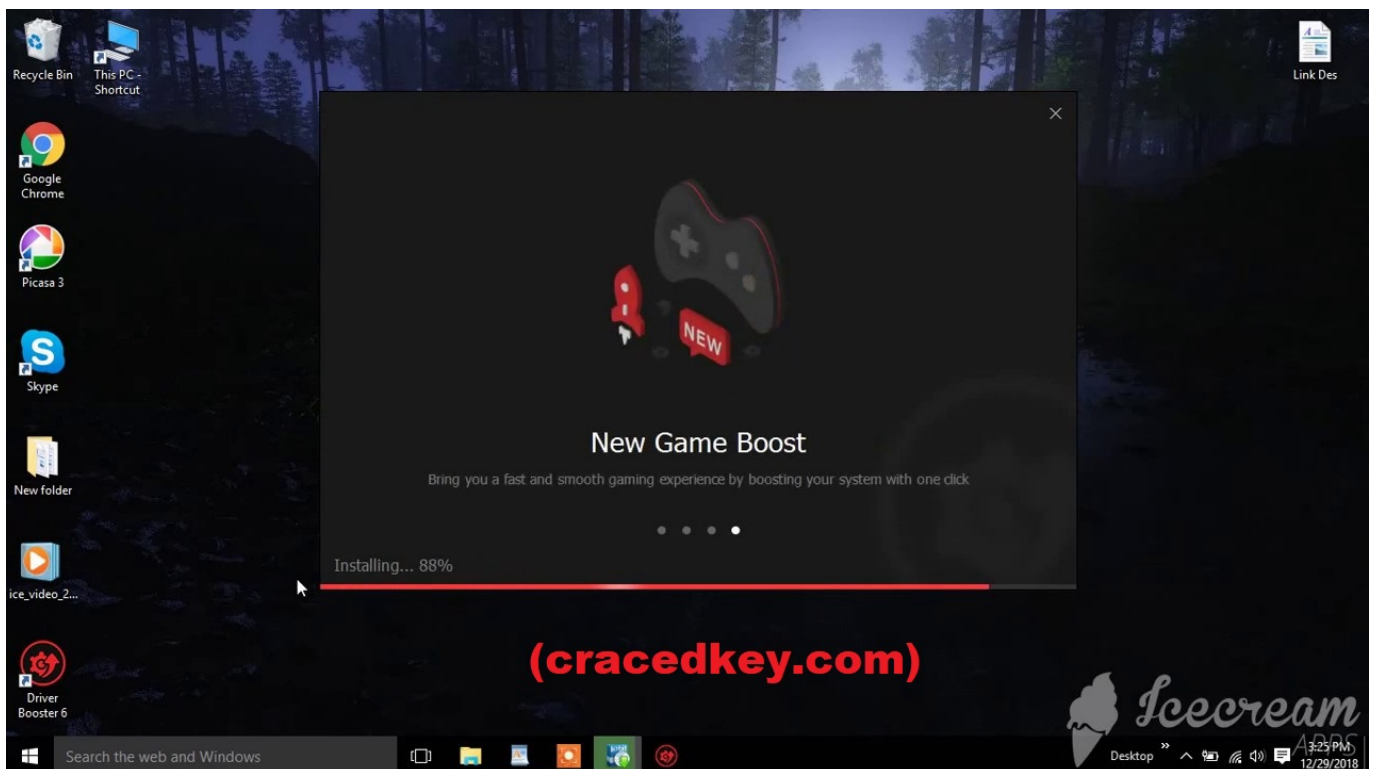 Recycle Bin
This PC -
Shortcut
Link Des
Google
Chrome
Picasa 3
S
Skype
New folder
ice_video_2...
Driver
Booster 6
NEW
New Game Boost
Bring you a fast and smooth gaming experience by boosting your system with one click
Installing... 88%
(cracedkey.com)
Icecream
APPS
Search the web and Windows
Desktop
3:25 PM
12/29/2018